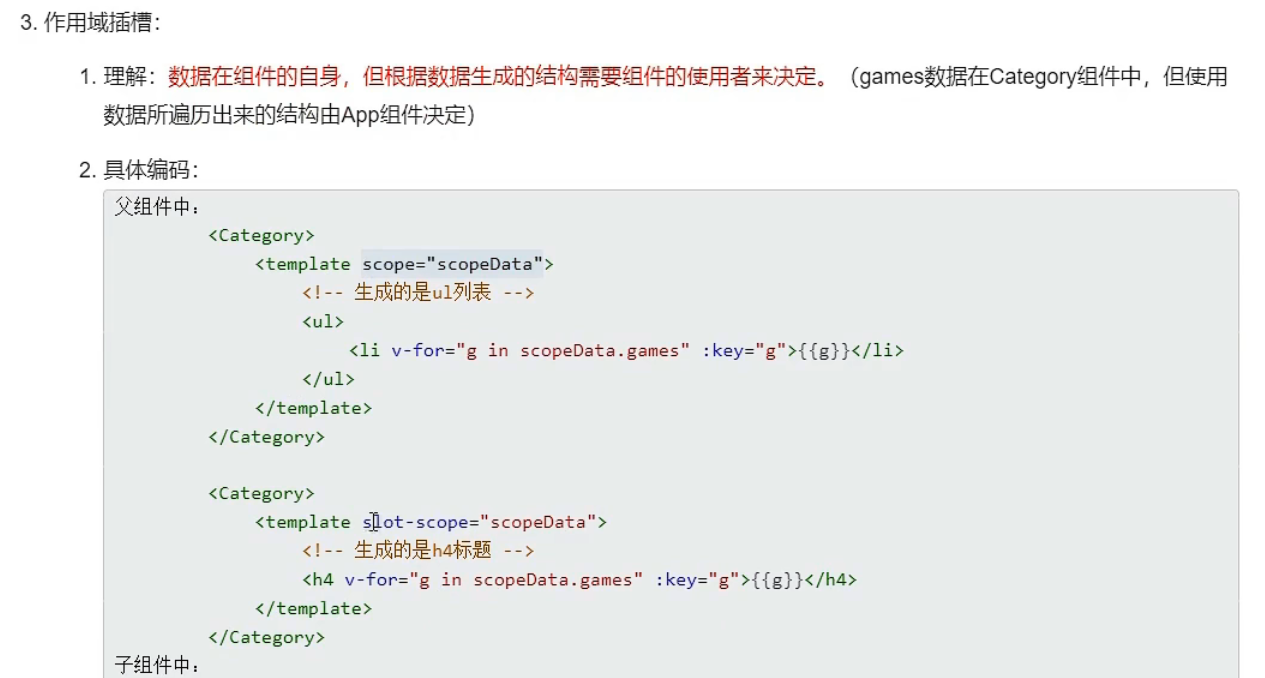 3. 作用域插槽：
1. 理解：数据在组件的自身，但根据数据生成的结构需要组件的使用者来决定。（games数据在Category组件中，但使用
数据所遍历出来的结构由App组件决定）
2. 具体编码：
父组件中：
<Category>
<template scope="scopeData">
<!-- 生成的是ul列表 -->
<ul>
<li v-for="g in scopeData.games" :key="g">{{g}}</li>
</ul>
</template>
</Category>
<Category>
<template slot-scope="scopeData">
<!-- 生成的是h4标题 -->
<h4 v-for="g in scopeData.games" :key="g">{{g}}</h4>
</template>
</Category>
子组件中：